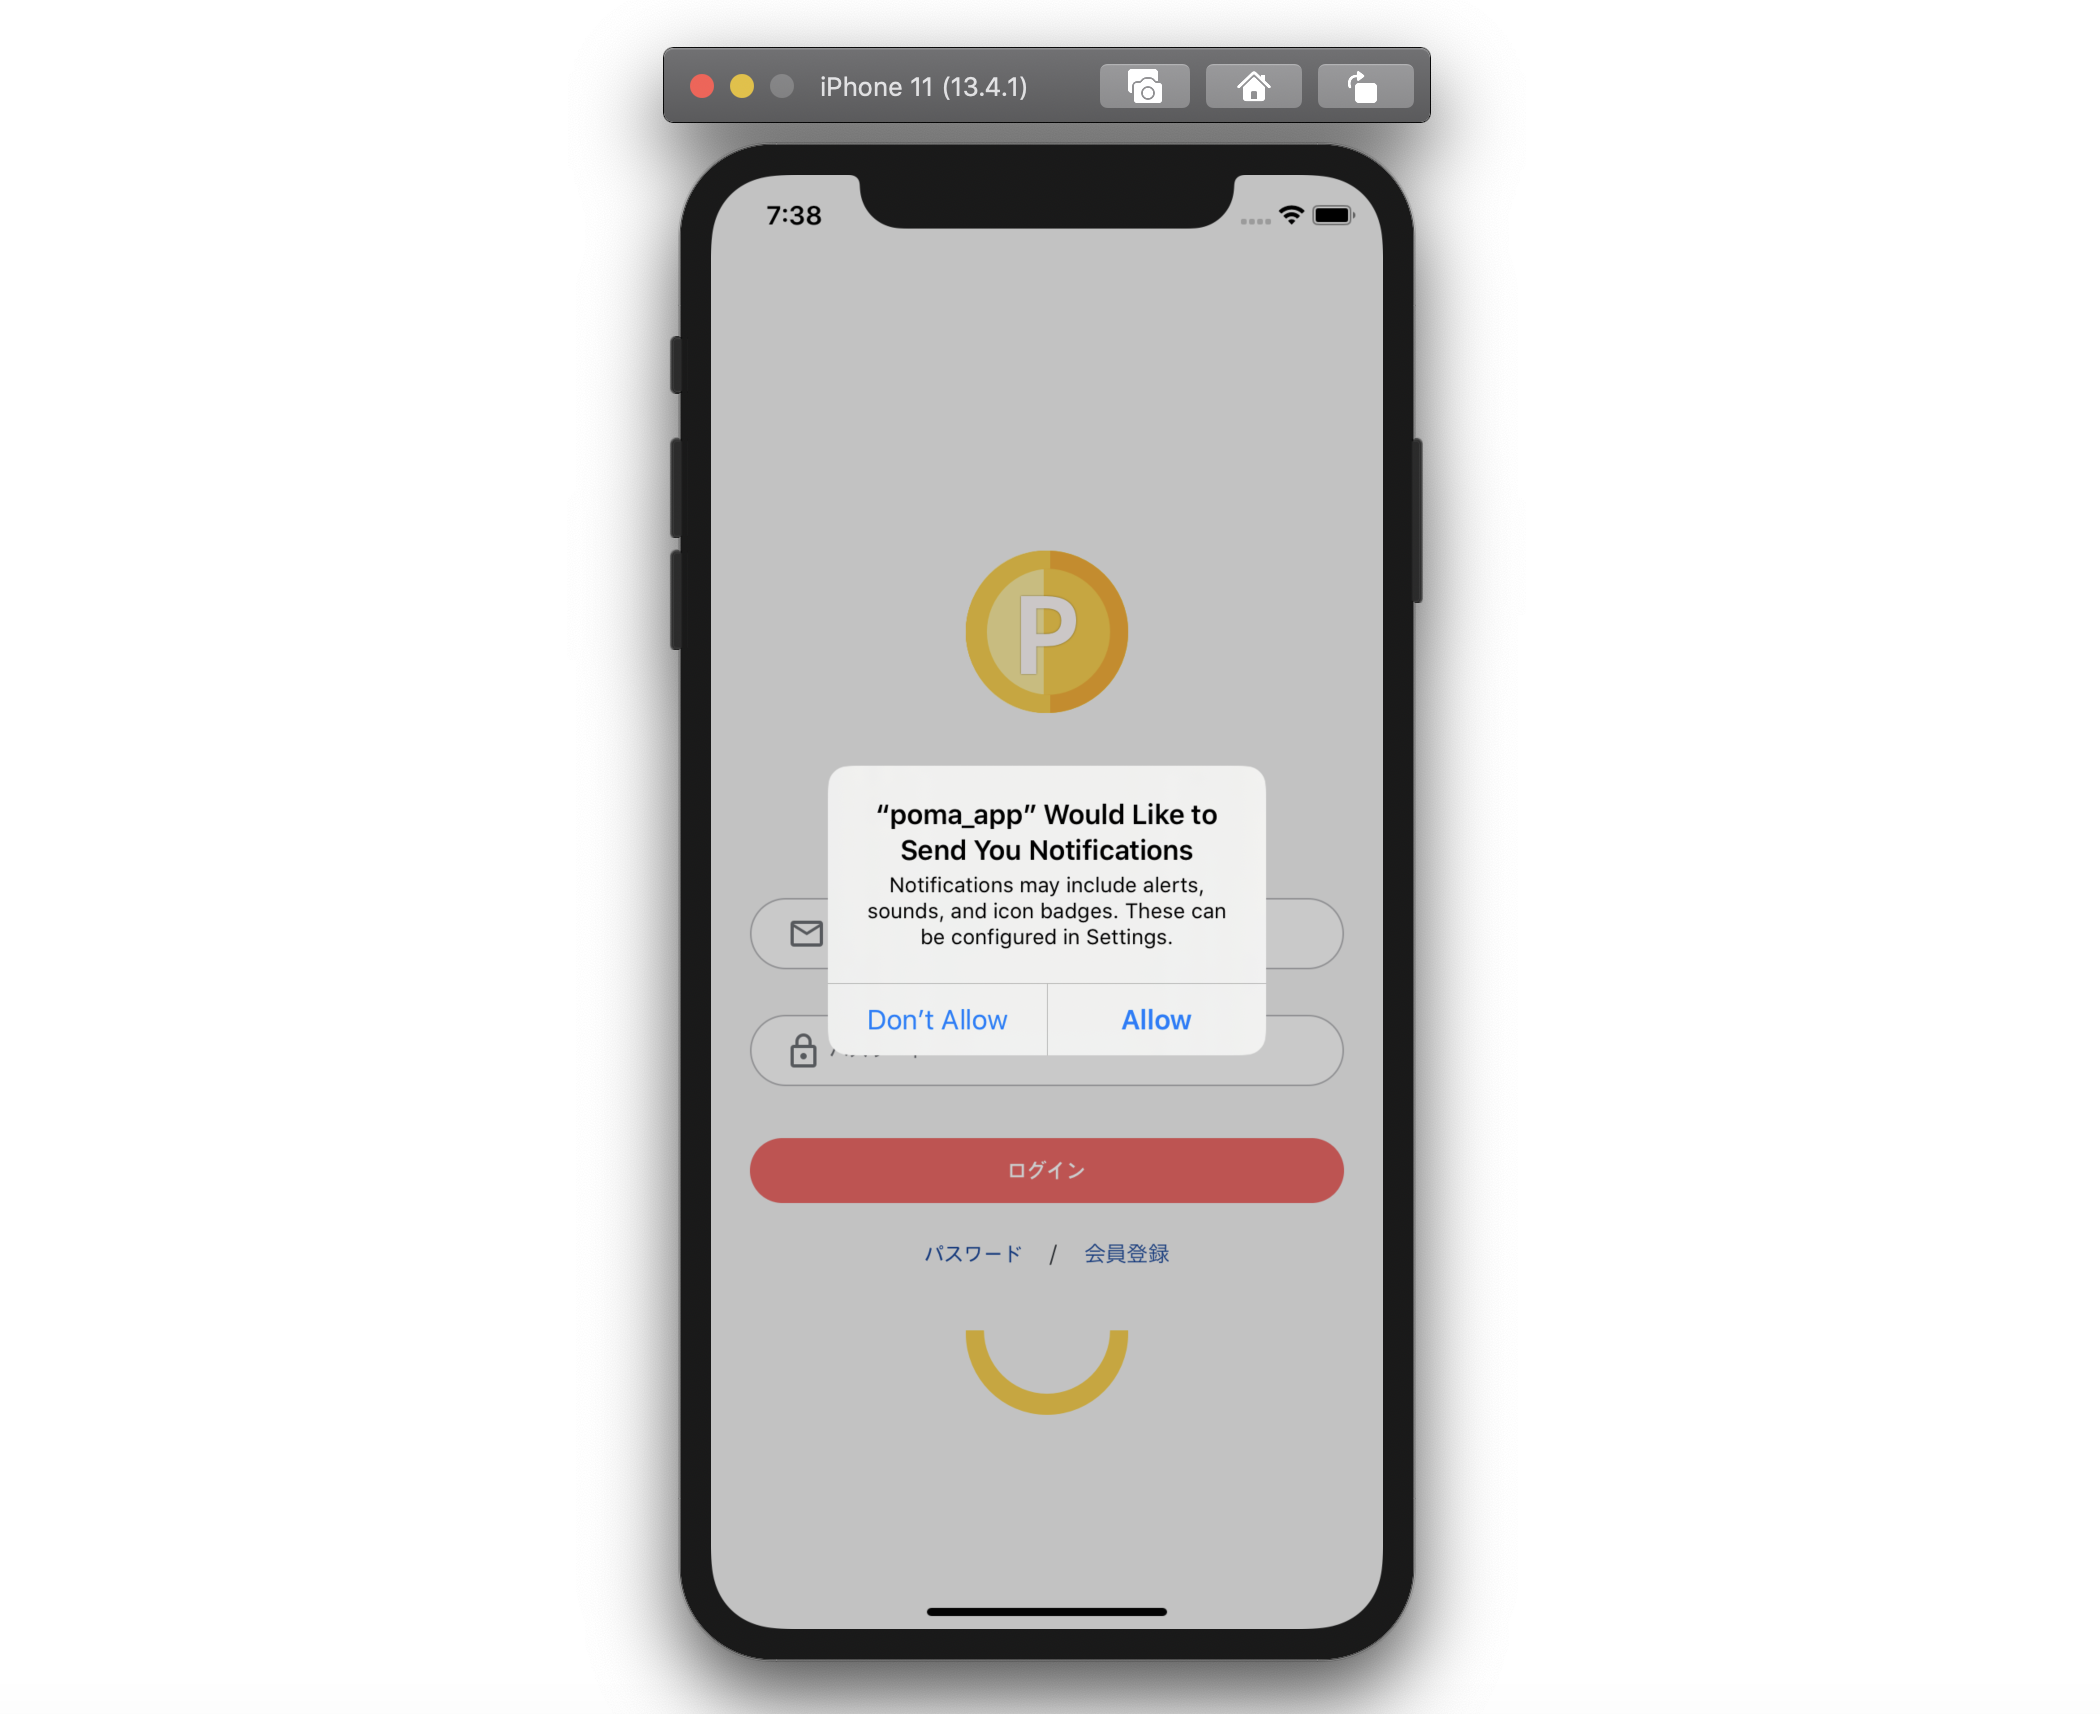 iPhone 11 (13.4.1)
7:38
P
“poma_app” Would Like to
Send You Notifications
Notifications may include alerts,
sounds, and icon badges. These can
be configured in Settings.
Don’t Allow
Allow
ログイン
パスワード / 会員登録